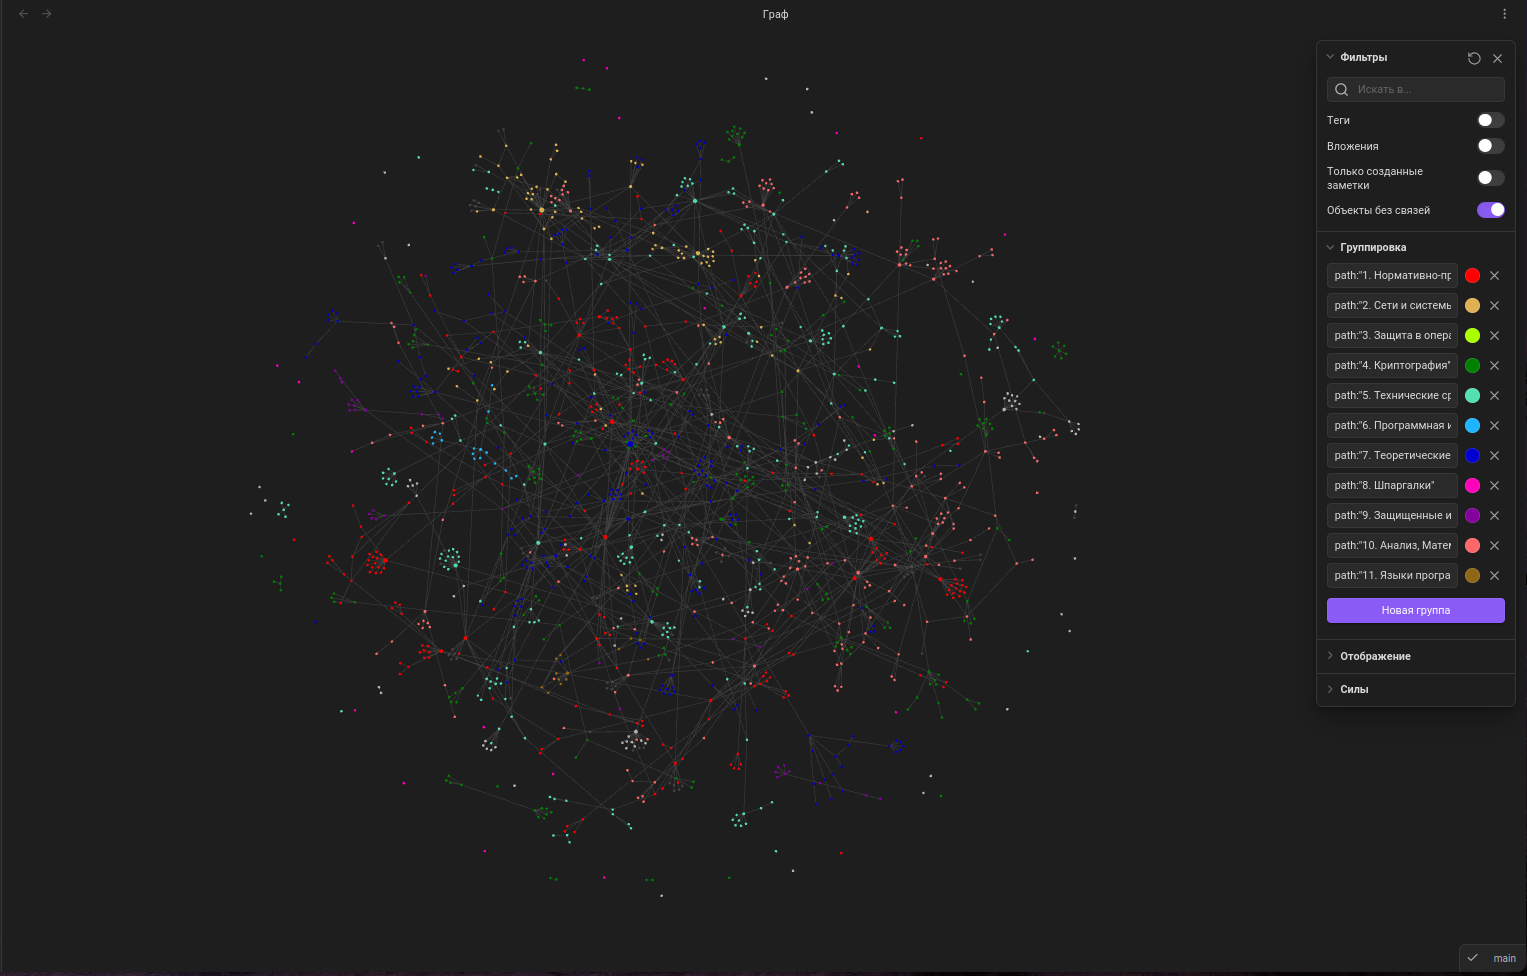 Граф
Фильтры
Искать в...
Теги
Вложения
Только созданные
заметки
Объекты без связей
Группировка
path:"1. Нормативно-пр
path:"2. Сети и системь
path:"3. Защита в опера
path:"4. Криптография"
path:"5. Технические ср
path:"6. Программная и
path:"7. Теоретические
path:"8. Шпаргалки"
path:"9. Защищенные и
path:"10. Анализ, Матем
path:"11. Языки програ
Новая группа
Отображение
Силы
main